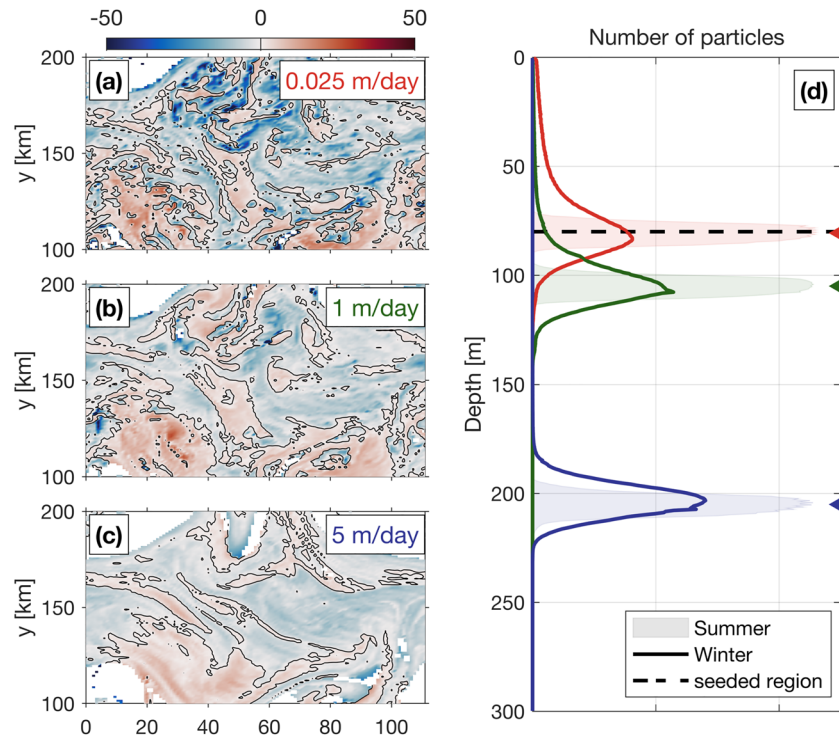 -50 0 50
200
(a) 0.025 m/day
150
y [km]
100
200
(b) 1 m/day
150
y [km]
100
200
(c) 5 m/day
150
y [km]
100
0 20 40 60 80 100
Number of particles
(d)
0
50
100
150
200
250
300
Depth [m]
Summer
Winter
seeded region